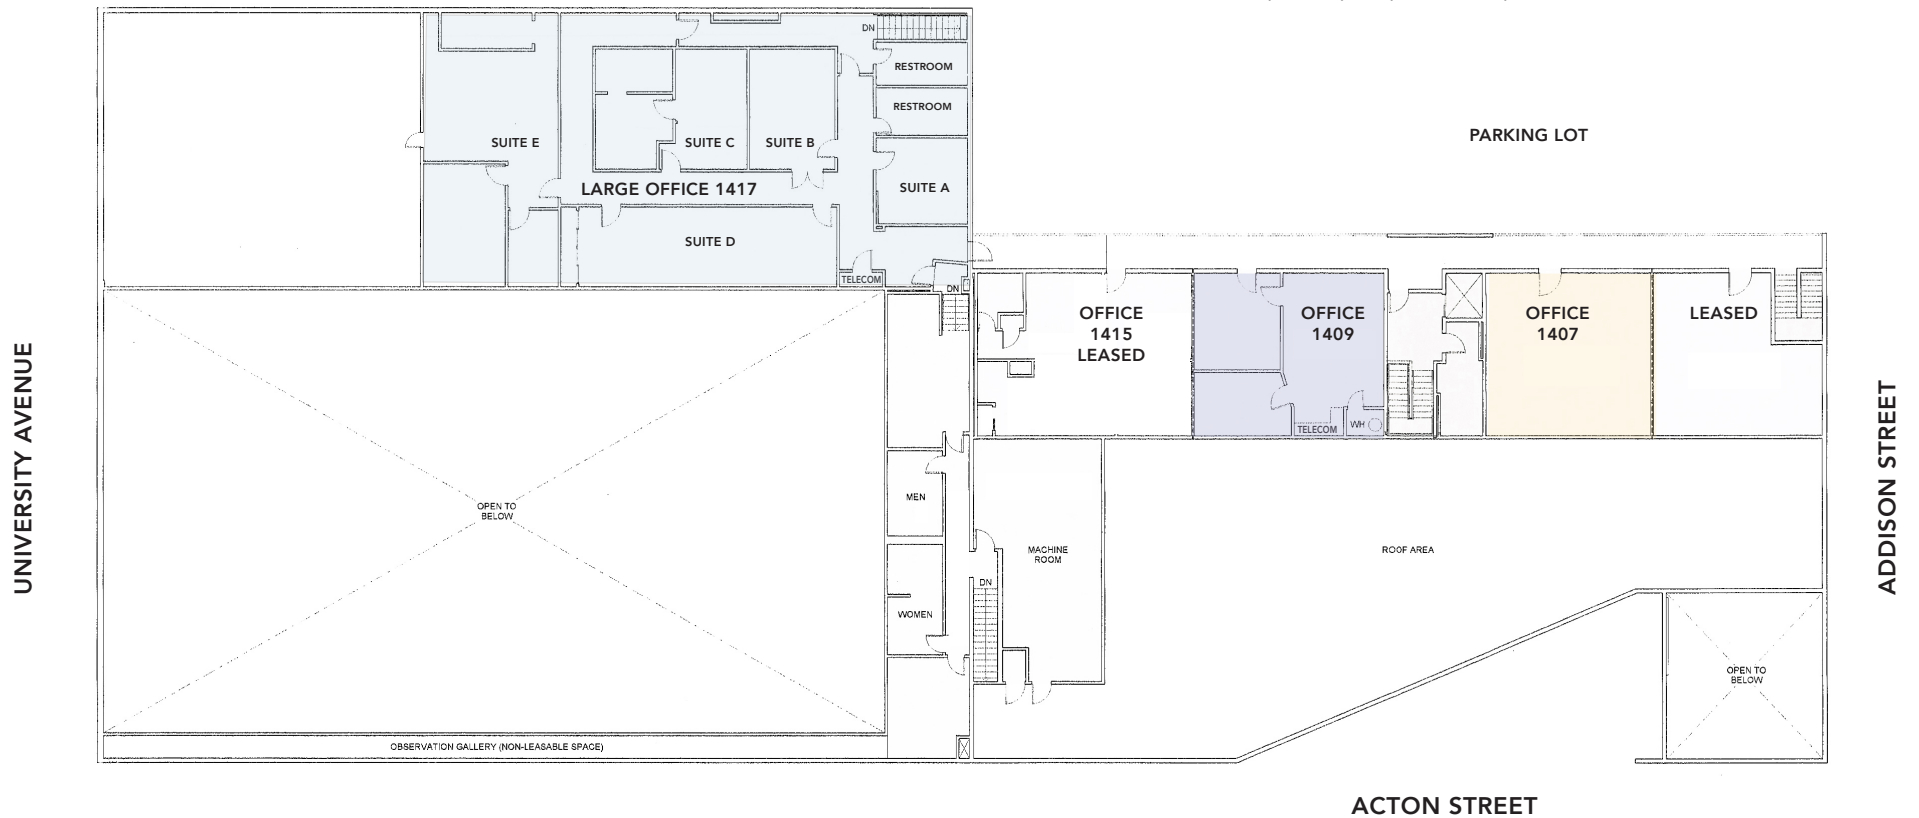 DN
RESTROOM
RESTROOM
PARKING LOT
SUITE E
SUITE C
SUITE B
SUITE A
LARGE OFFICE 1417
SUITE D
TELECOM
DN
OFFICE
1415
LEASED
OFFICE
1409
OFFICE
1407
LEASED
TELECOM
WH
UNIVERSITY AVENUE
ADDISON STREET
OPEN TO
BELOW
MEN
MACHINE
ROOM
ROOF AREA
DN
WOMEN
OPEN TO
BELOW
OBSERVATION GALLERY (NON-LEASABLE SPACE)
ACTON STREET